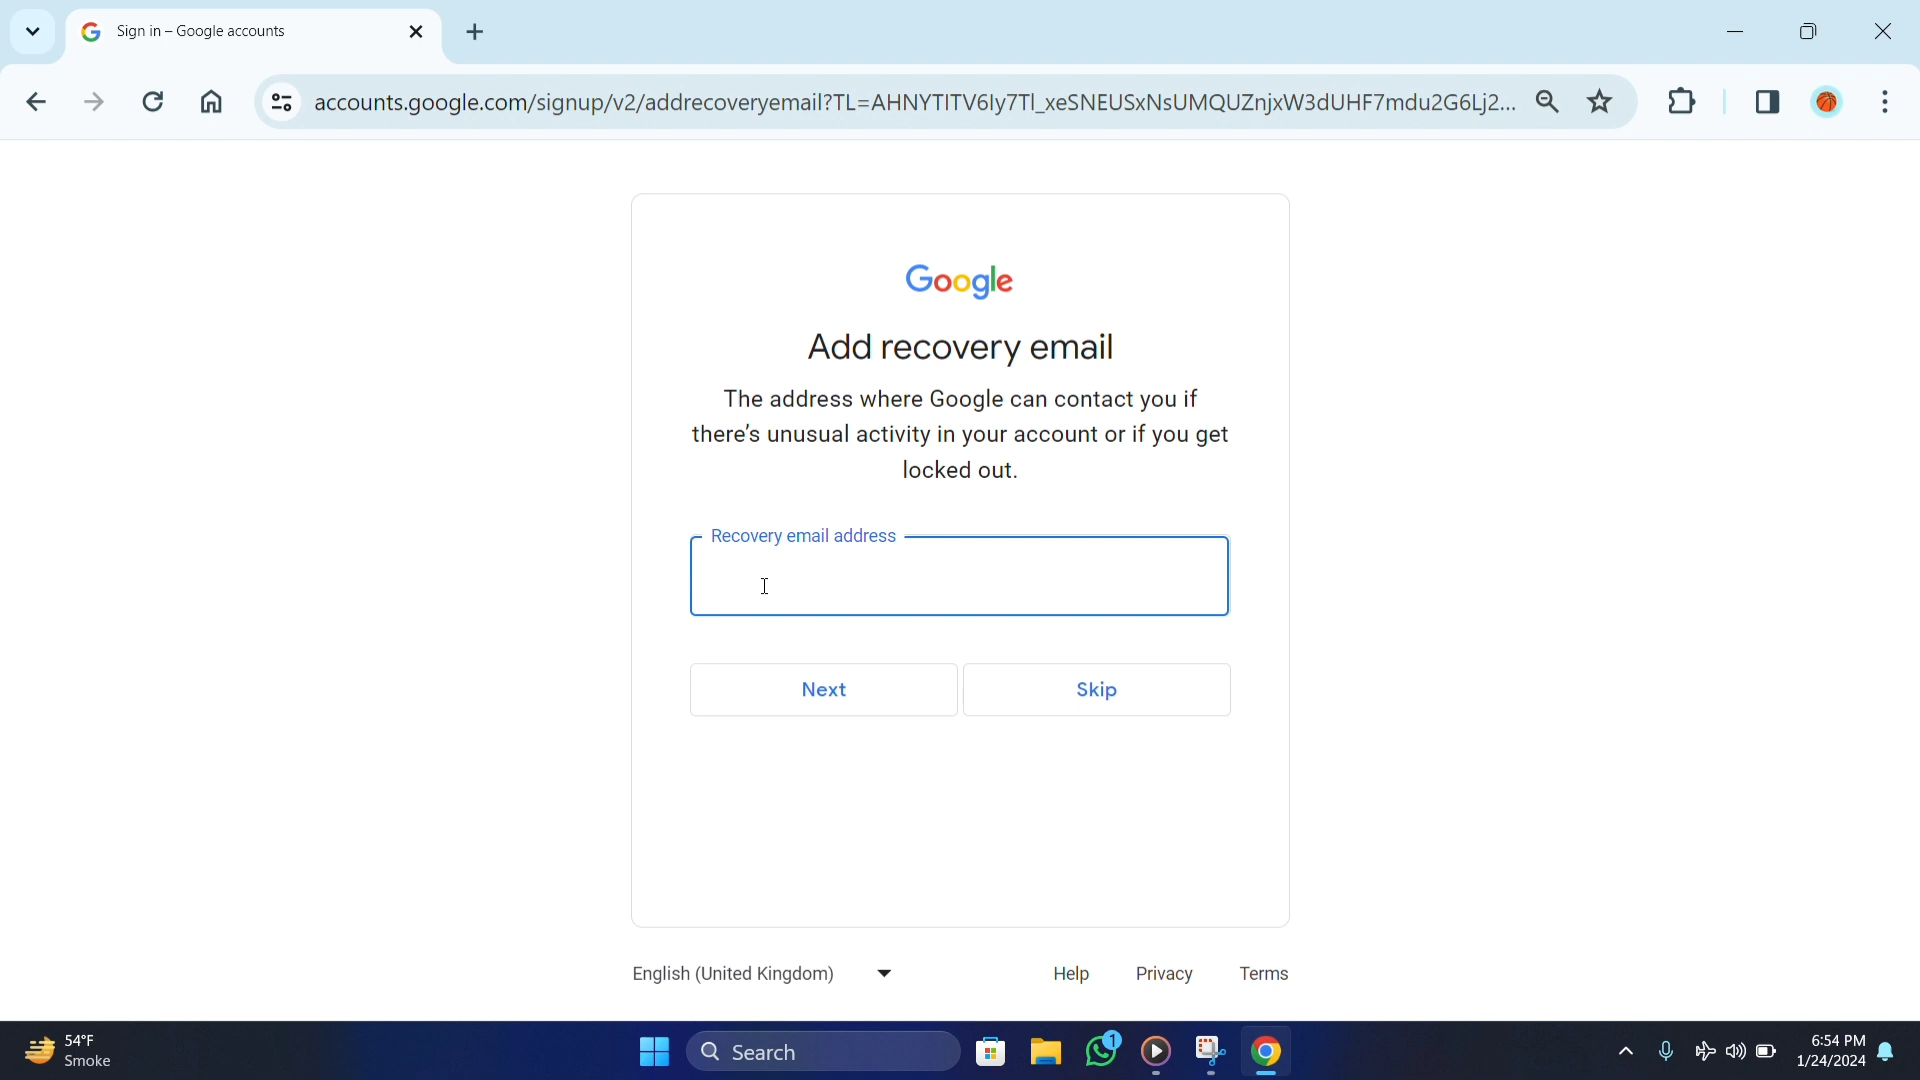 Sign in – Google accounts
accounts.google.com/signup/v2/addrecoveryemail?TL=AHNYTITV6Iy7Tl_xeSNEUSxNsUMQUZnjxW3dUHF7mdu2G6Lj2...
Google
Add recovery email
The address where Google can contact you if
there's unusual activity in your account or if you get
locked out.
Recovery email address
Next Skip
English (United Kingdom) Help Privacy Terms
54°F
Smoke
Search
1
6:54 PM
1/24/2024